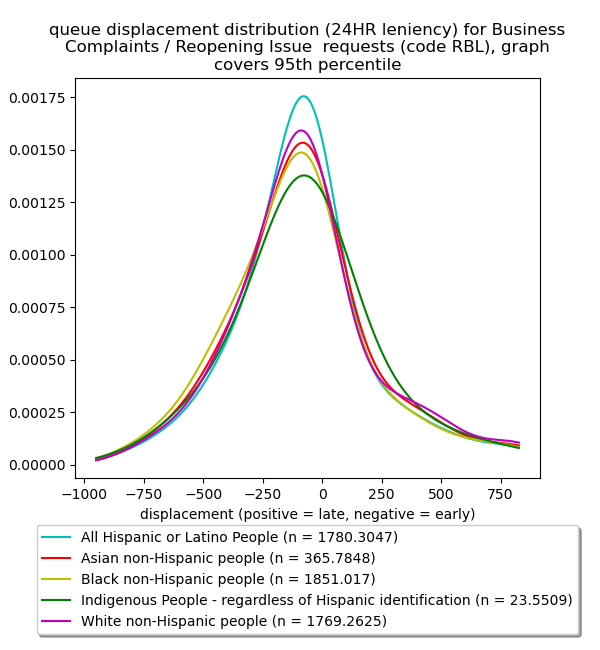 queue displacement distribution (24HR leniency) for Business
Complaints / Reopening Issue  requests (code RBL), graph
covers 95th percentile
0.00175
0.00150
0.00125
0.00100
0.00075
0.00050
0.00025
0.00000
−1000 −750 −500 −250 0 250 500 750
displacement (positive = late, negative = early)
All Hispanic or Latino People (n = 1780.3047)
Asian non-Hispanic people (n = 365.7848)
Black non-Hispanic people (n = 1851.017)
Indigenous People - regardless of Hispanic identification (n = 23.5509)
White non-Hispanic people (n = 1769.2625)